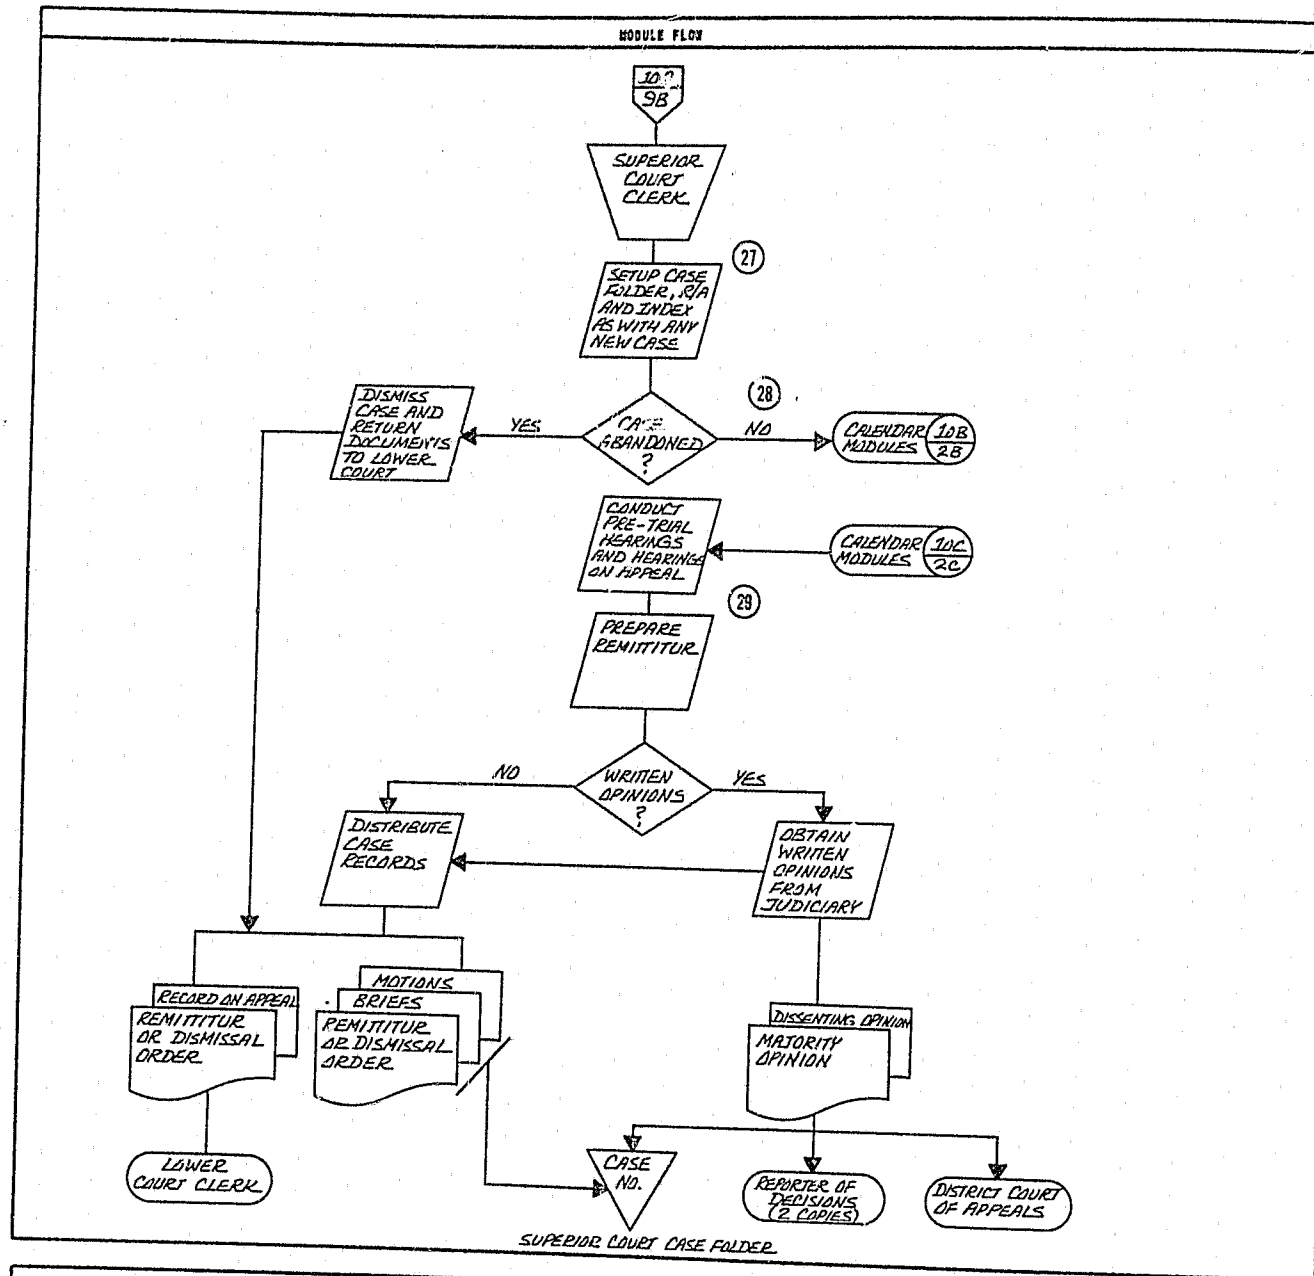 MODULE FLOW
9B
SUPERIOR
COURT
CLERK
27
SETUP CASE
FOLDER, R/A
AND INDEX
AS WITH ANY
NEW CASE
28
DISMISS
CASE AND
RETURN
DOCUMENTS
TO LOWER
COURT
YES
CASE
ABANDONED
?
NO
CALENDAR
MODULES
10B
2B
CONDUCT
PRE-TRIAL
HEARINGS
AND HEARINGS
ON APPEAL
CALENDAR
MODULES
10C
2C
29
PREPARE
REMITTITUR
NO
WRITTEN
OPINIONS
?
YES
DISTRIBUTE
CASE
RECORDS
OBTAIN
WRITTEN
OPINIONS
FROM
JUDICIARY
RECORD ON APPEAL
REMITTITUR
OR DISMISSAL
ORDER
MOTIONS
BRIEFS
REMITTITUR
OR DISMISSAL
ORDER
DISSENTING OPINION
MAJORITY
OPINION
LOWER
COURT CLERK
CASE
NO.
REPORTER OF
DECISIONS
(2 COPIES)
DISTRICT COURT
OF APPEALS
SUPERIOR COURT CASE FOLDER